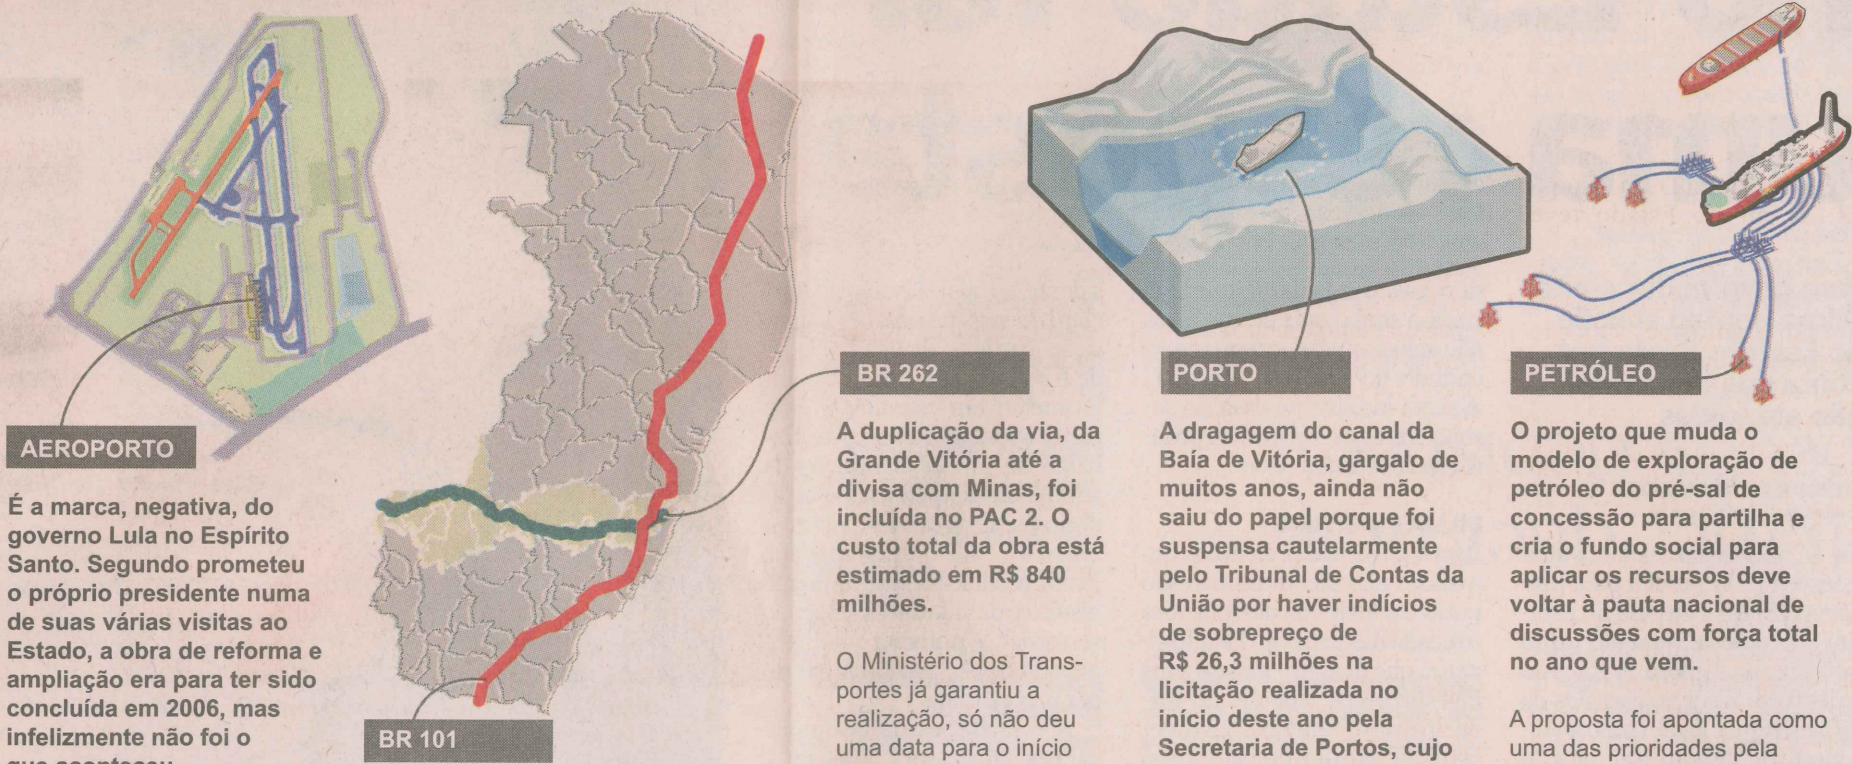 AEROPORTO
É a marca, negativa, do
governo Lula no Espírito
Santo. Segundo prometeu
o próprio presidente numa
de suas várias visitas ao
Estado, a obra de reforma e
ampliação era para ter sido
concluída em 2006, mas
infelizmente não foi o
que aconteceu
BR 101
BR 262
A duplicação da via, da
Grande Vitória até a
divisa com Minas, foi
incluída no PAC 2. O
custo total da obra está
estimado em R$ 840
milhões.
O Ministério dos Trans-
portes já garantiu a
realização, só não deu
uma data para o início
PORTO
A dragagem do canal da
Baía de Vitória, gargalo de
muitos anos, ainda não
saiu do papel porque foi
suspensa cautelarmente
pelo Tribunal de Contas da
União por haver indícios
de sobrepreço de
R$ 26,3 milhões na
licitação realizada no
início deste ano pela
Secretaria de Portos, cujo
PETRÓLEO
O projeto que muda o
modelo de exploração de
petróleo do pré-sal de
concessão para partilha e
cria o fundo social para
aplicar os recursos deve
voltar à pauta nacional de
discussões com força total
no ano que vem.
A proposta foi apontada como
uma das prioridades pela